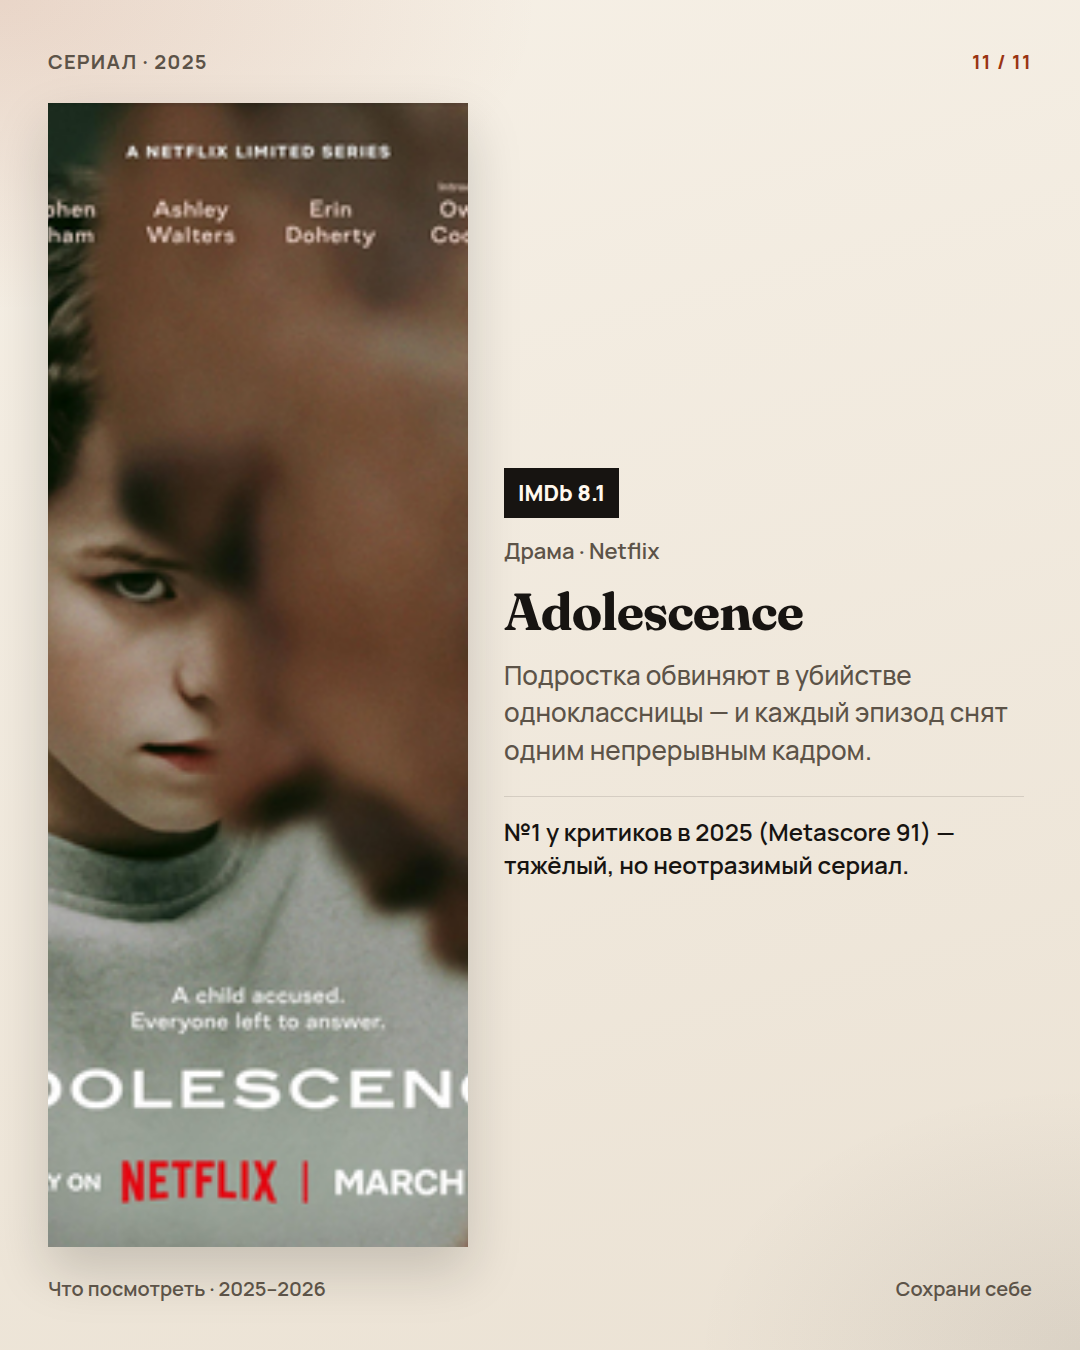 СЕРИАЛ · 2025
11 / 11
A NETFLIX LIMITED SERIES
Ashley
Walters
Erin
Doherty
A child accused.
Everyone left to answer.
DOLESCENC
Y ON NETFLIX | MARCH
IMDb 8.1
Драма · Netflix
Adolescence
Подростка обвиняют в убийстве
одноклассницы — и каждый эпизод снят
одним непрерывным кадром.
№1 у критиков в 2025 (Metascore 91) —
тяжёлый, но неотразимый сериал.
Что посмотреть · 2025–2026
Сохрани себе